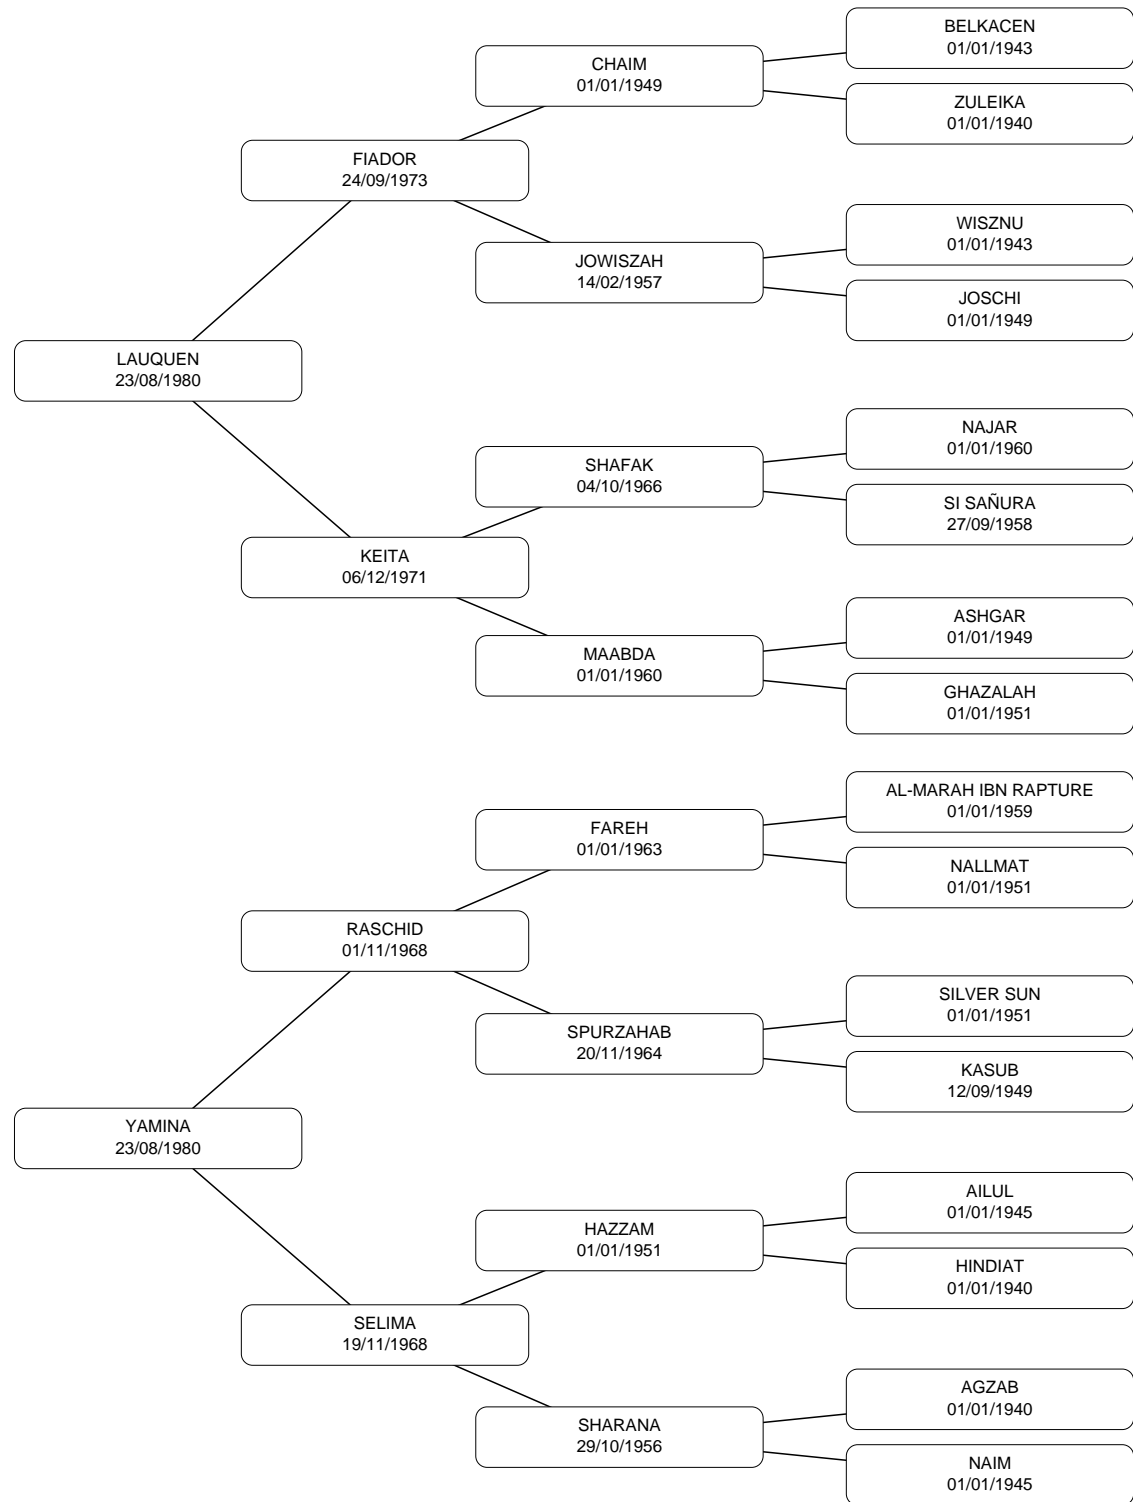 BELKACEN
01/01/1943
CHAIM
01/01/1949
ZULEIKA
01/01/1940
FIADOR
24/09/1973
WISZNU
01/01/1943
JOWISZAH
14/02/1957
JOSCHI
01/01/1949
LAUQUEN
23/08/1980
NAJAR
01/01/1960
SHAFAK
04/10/1966
SI SAÑURA
27/09/1958
KEITA
06/12/1971
ASHGAR
01/01/1949
MAABDA
01/01/1960
GHAZALAH
01/01/1951
AL-MARAH IBN RAPTURE
01/01/1959
FAREH
01/01/1963
NALLMAT
01/01/1951
RASCHID
01/11/1968
SILVER SUN
01/01/1951
SPURZAHAB
20/11/1964
KASUB
12/09/1949
YAMINA
23/08/1980
AILUL
01/01/1945
HAZZAM
01/01/1951
HINDIAT
01/01/1940
SELIMA
19/11/1968
AGZAB
01/01/1940
SHARANA
29/10/1956
NAIM
01/01/1945